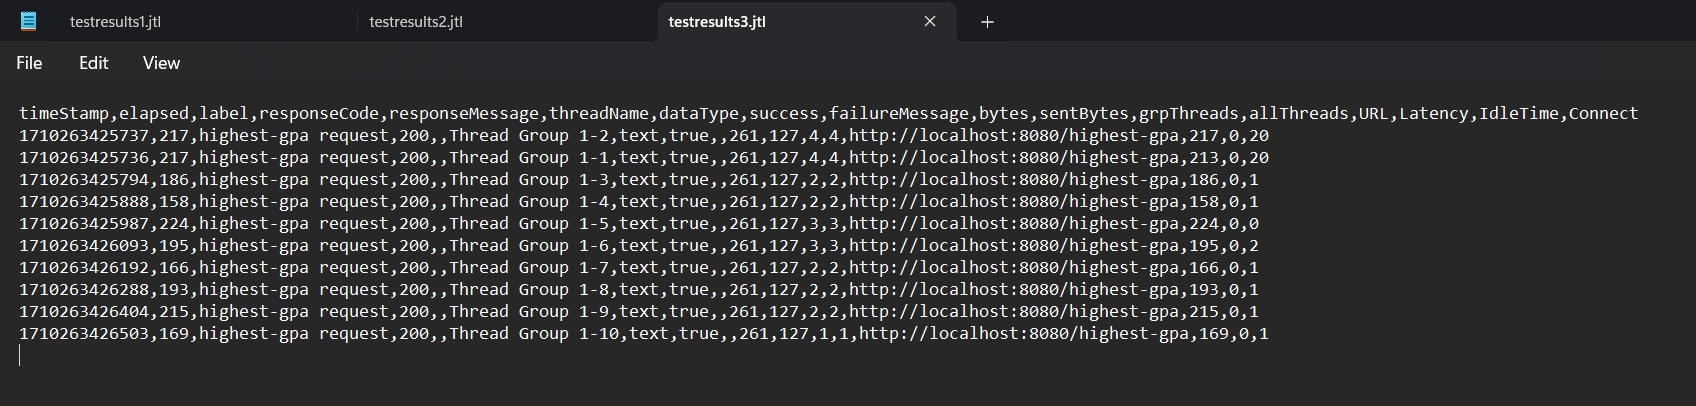 testresults1.jtl testresults2.jtl testresults3.jtl
File Edit View
timeStamp,elapsed,label,responseCode,responseMessage,threadName,dataType,success,failureMessage,bytes,sentBytes,grpThreads,allThreads,URL,Latency,IdleTime,Connect
1710263425737,217,highest-gpa request,200,,Thread Group 1-2,text,true,,261,127,4,4,http://localhost:8080/highest-gpa,217,0,20
1710263425736,217,highest-gpa request,200,,Thread Group 1-1,text,true,,261,127,4,4,http://localhost:8080/highest-gpa,213,0,20
1710263425794,186,highest-gpa request,200,,Thread Group 1-3,text,true,,261,127,2,2,http://localhost:8080/highest-gpa,186,0,1
1710263425888,158,highest-gpa request,200,,Thread Group 1-4,text,true,,261,127,2,2,http://localhost:8080/highest-gpa,158,0,1
1710263425987,224,highest-gpa request,200,,Thread Group 1-5,text,true,,261,127,3,3,http://localhost:8080/highest-gpa,224,0,0
1710263426093,195,highest-gpa request,200,,Thread Group 1-6,text,true,,261,127,3,3,http://localhost:8080/highest-gpa,195,0,2
1710263426192,166,highest-gpa request,200,,Thread Group 1-7,text,true,,261,127,2,2,http://localhost:8080/highest-gpa,166,0,1
1710263426288,193,highest-gpa request,200,,Thread Group 1-8,text,true,,261,127,2,2,http://localhost:8080/highest-gpa,193,0,1
1710263426404,215,highest-gpa request,200,,Thread Group 1-9,text,true,,261,127,2,2,http://localhost:8080/highest-gpa,215,0,1
1710263426503,169,highest-gpa request,200,,Thread Group 1-10,text,true,,261,127,1,1,http://localhost:8080/highest-gpa,169,0,1